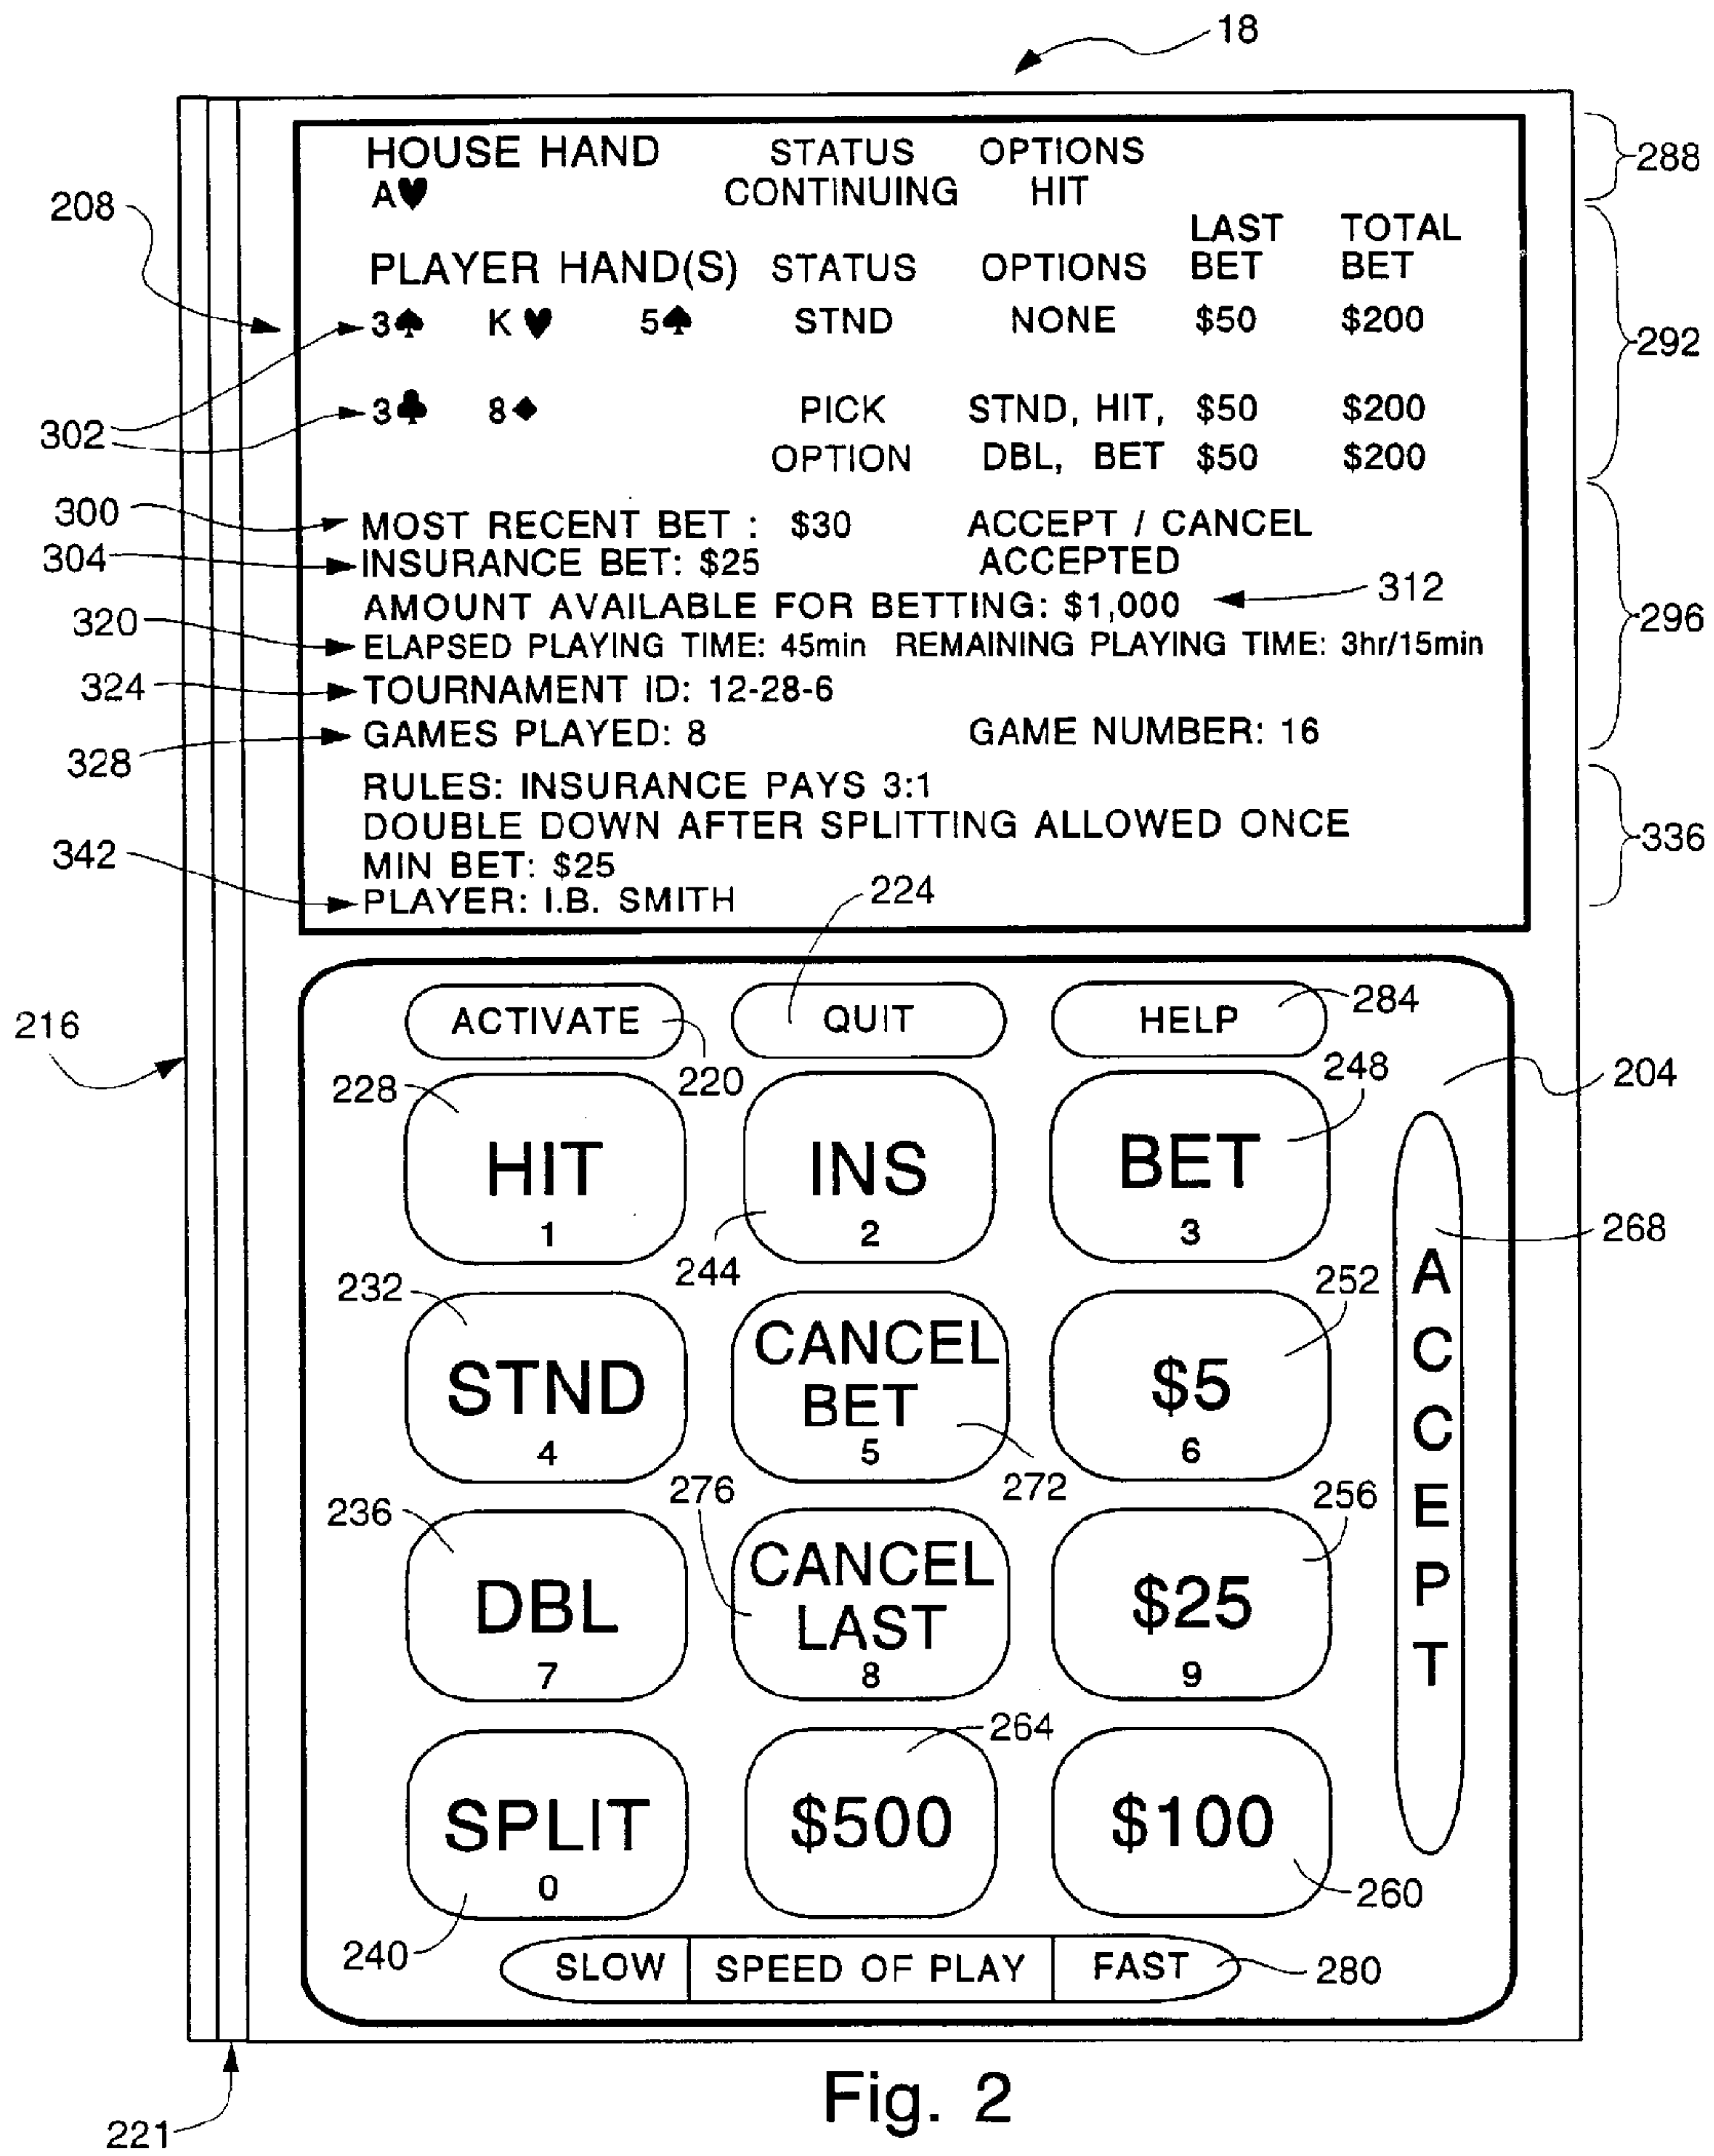 18
HOUSE HAND STATUS OPTIONS
288
A♥ CONTINUING HIT
208
LAST TOTAL
PLAYER HAND(S) STATUS OPTIONS BET BET
3♠ K♥ 5♠ STND NONE $50 $200
292
302
3♣ 8♦ PICK STND, HIT, $50 $200
OPTION DBL, BET $50 $200
300 MOST RECENT BET : $30 ACCEPT / CANCEL
304 INSURANCE BET: $25 ACCEPTED
AMOUNT AVAILABLE FOR BETTING: $1,000 312
296
320 ELAPSED PLAYING TIME: 45min REMAINING PLAYING TIME: 3hr/15min
324 TOURNAMENT ID: 12-28-6
328 GAMES PLAYED: 8 GAME NUMBER: 16
RULES: INSURANCE PAYS 3:1
DOUBLE DOWN AFTER SPLITTING ALLOWED ONCE
336
342
MIN BET: $25
PLAYER: I.B. SMITH
224
ACTIVATE QUIT HELP 284
216
220
248
204
228
HIT INS BET
1 2 3
268
244
232
252
ACCEPT
CANCEL
STND BET $5
4 5 6
276 272 256
236
CANCEL
DBL LAST $25
7 8 9
264
SPLIT $500 $100
0
260
240
SLOW SPEED OF PLAY FAST 280
Fig. 2
221